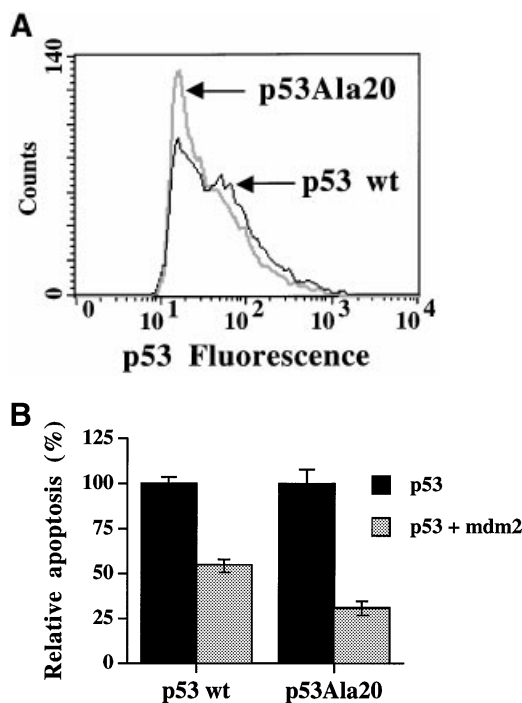 A
140
p53Ala20
p53 wt
Counts
0
0 10¹ 10² 10³ 10⁴
p53 Fluorescence
B
125
100
75
50
25
0
Relative apoptosis (%)
p53
p53 + mdm2
p53 wt p53Ala20